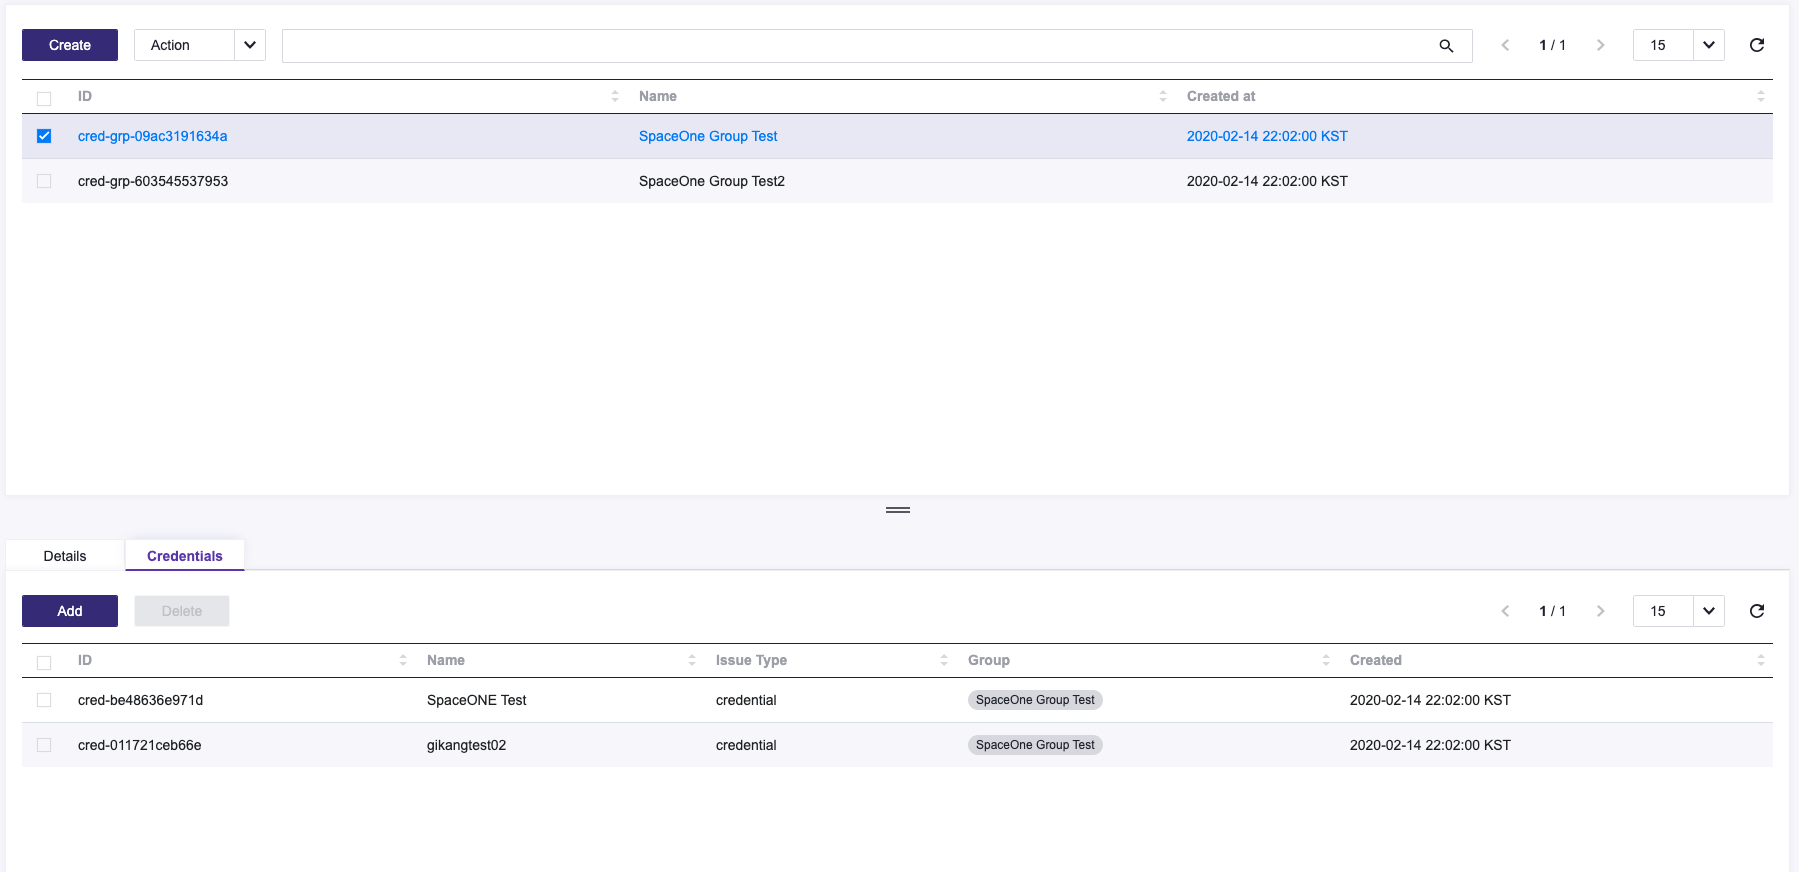 Create Action 1 / 1 15
ID Name Created at
cred-grp-09ac3191634a SpaceOne Group Test 2020-02-14 22:02:00 KST
cred-grp-603545537953 SpaceOne Group Test2 2020-02-14 22:02:00 KST
Details Credentials
Add Delete 1 / 1 15
ID Name Issue Type Group Created
cred-be48636e971d SpaceONE Test credential SpaceOne Group Test 2020-02-14 22:02:00 KST
cred-011721ceb66e gikangtest02 credential SpaceOne Group Test 2020-02-14 22:02:00 KST